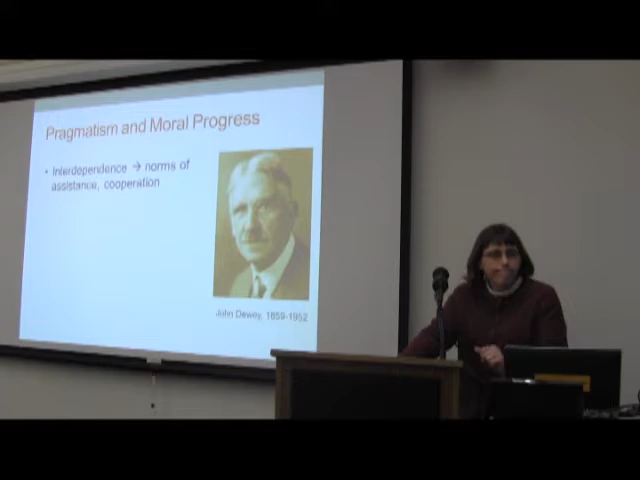 Pragmatism and Moral Progress
• Interdependence → norms of
assistance, cooperation
John Dewey, 1859-1952